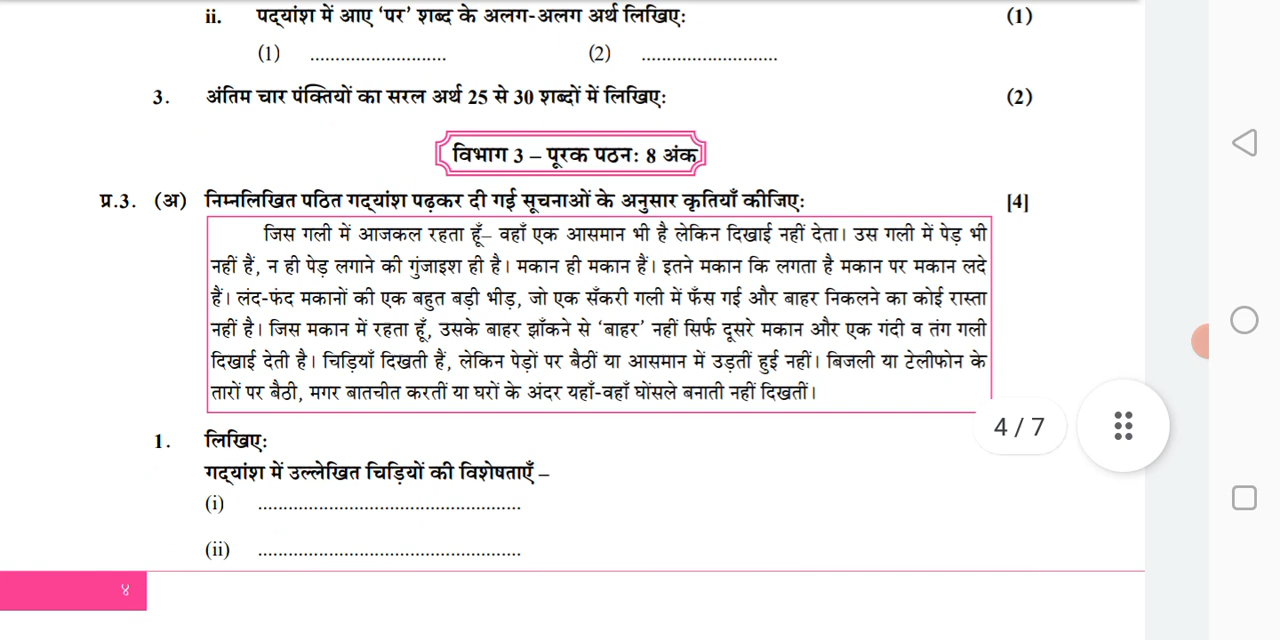 ii. पद्यांश में आए ‘पर’ शब्द के अलग-अलग अर्थ लिखिए: (1)
(1) ........................... (2) ...........................
3. अंतिम चार पंक्तियों का सरल अर्थ 25 से 30 शब्दों में लिखिए: (2)
विभाग 3 – पूरक पठन: 8 अंक
प्र.3. (अ) निम्नलिखित पठित गद्यांश पढ़कर दी गई सूचनाओं के अनुसार कृतियाँ कीजिए: [4]
जिस गली में आजकल रहता हूँ– वहाँ एक आसमान भी है लेकिन दिखाई नहीं देता। उस गली में पेड़ भी
नहीं हैं, न ही पेड़ लगाने की गुंजाइश ही है। मकान ही मकान हैं। इतने मकान कि लगता है मकान पर मकान लदे
हैं। लंद-फंद मकानों की एक बहुत बड़ी भीड़, जो एक सँकरी गली में फँस गई और बाहर निकलने का कोई रास्ता
नहीं है। जिस मकान में रहता हूँ, उसके बाहर झाँकने से ‘बाहर’ नहीं सिर्फ दूसरे मकान और एक गंदी व तंग गली
दिखाई देती है। चिड़ियाँ दिखती हैं, लेकिन पेड़ों पर बैठीं या आसमान में उड़तीं हुई नहीं। बिजली या टेलीफोन के
तारों पर बैठी, मगर बातचीत करतीं या घरों के अंदर यहाँ-वहाँ घोंसले बनाती नहीं दिखतीं।
4 / 7
1. लिखिए:
गद्यांश में उल्लेखित चिड़ियों की विशेषताएँ –
(i) ....................................................
(ii) ....................................................
४